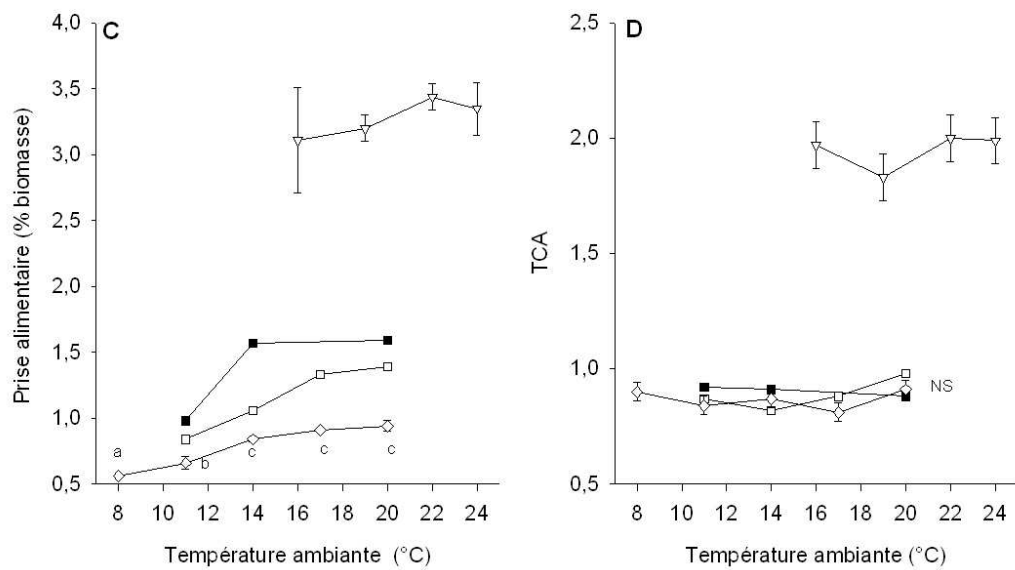 C
4,0
3,5
3,0
2,5
2,0
1,5
1,0
0,5
Prise alimentaire (% biomasse)
a
b
c
c
c
8 10 12 14 16 18 20 22 24
Température ambiante (°C)
D
2,5
2,0
1,5
1,0
0,5
TCA
NS
8 10 12 14 16 18 20 22 24
Température ambiante (°C)